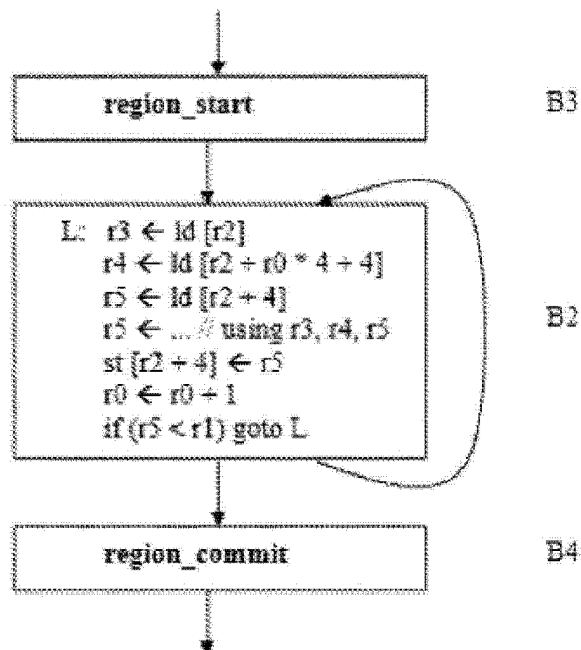 region_start
B3
L: r3 ← ld [r2]
r4 ← ld [r2 + r0 * 4 + 4]
r5 ← ld [r2 + 4]
r5 ← ... // using r3, r4, r5
st [r2 + 4] ← r5
r0 ← r0 + 1
if (r5 < r1) goto L
B2
region_commit
B4